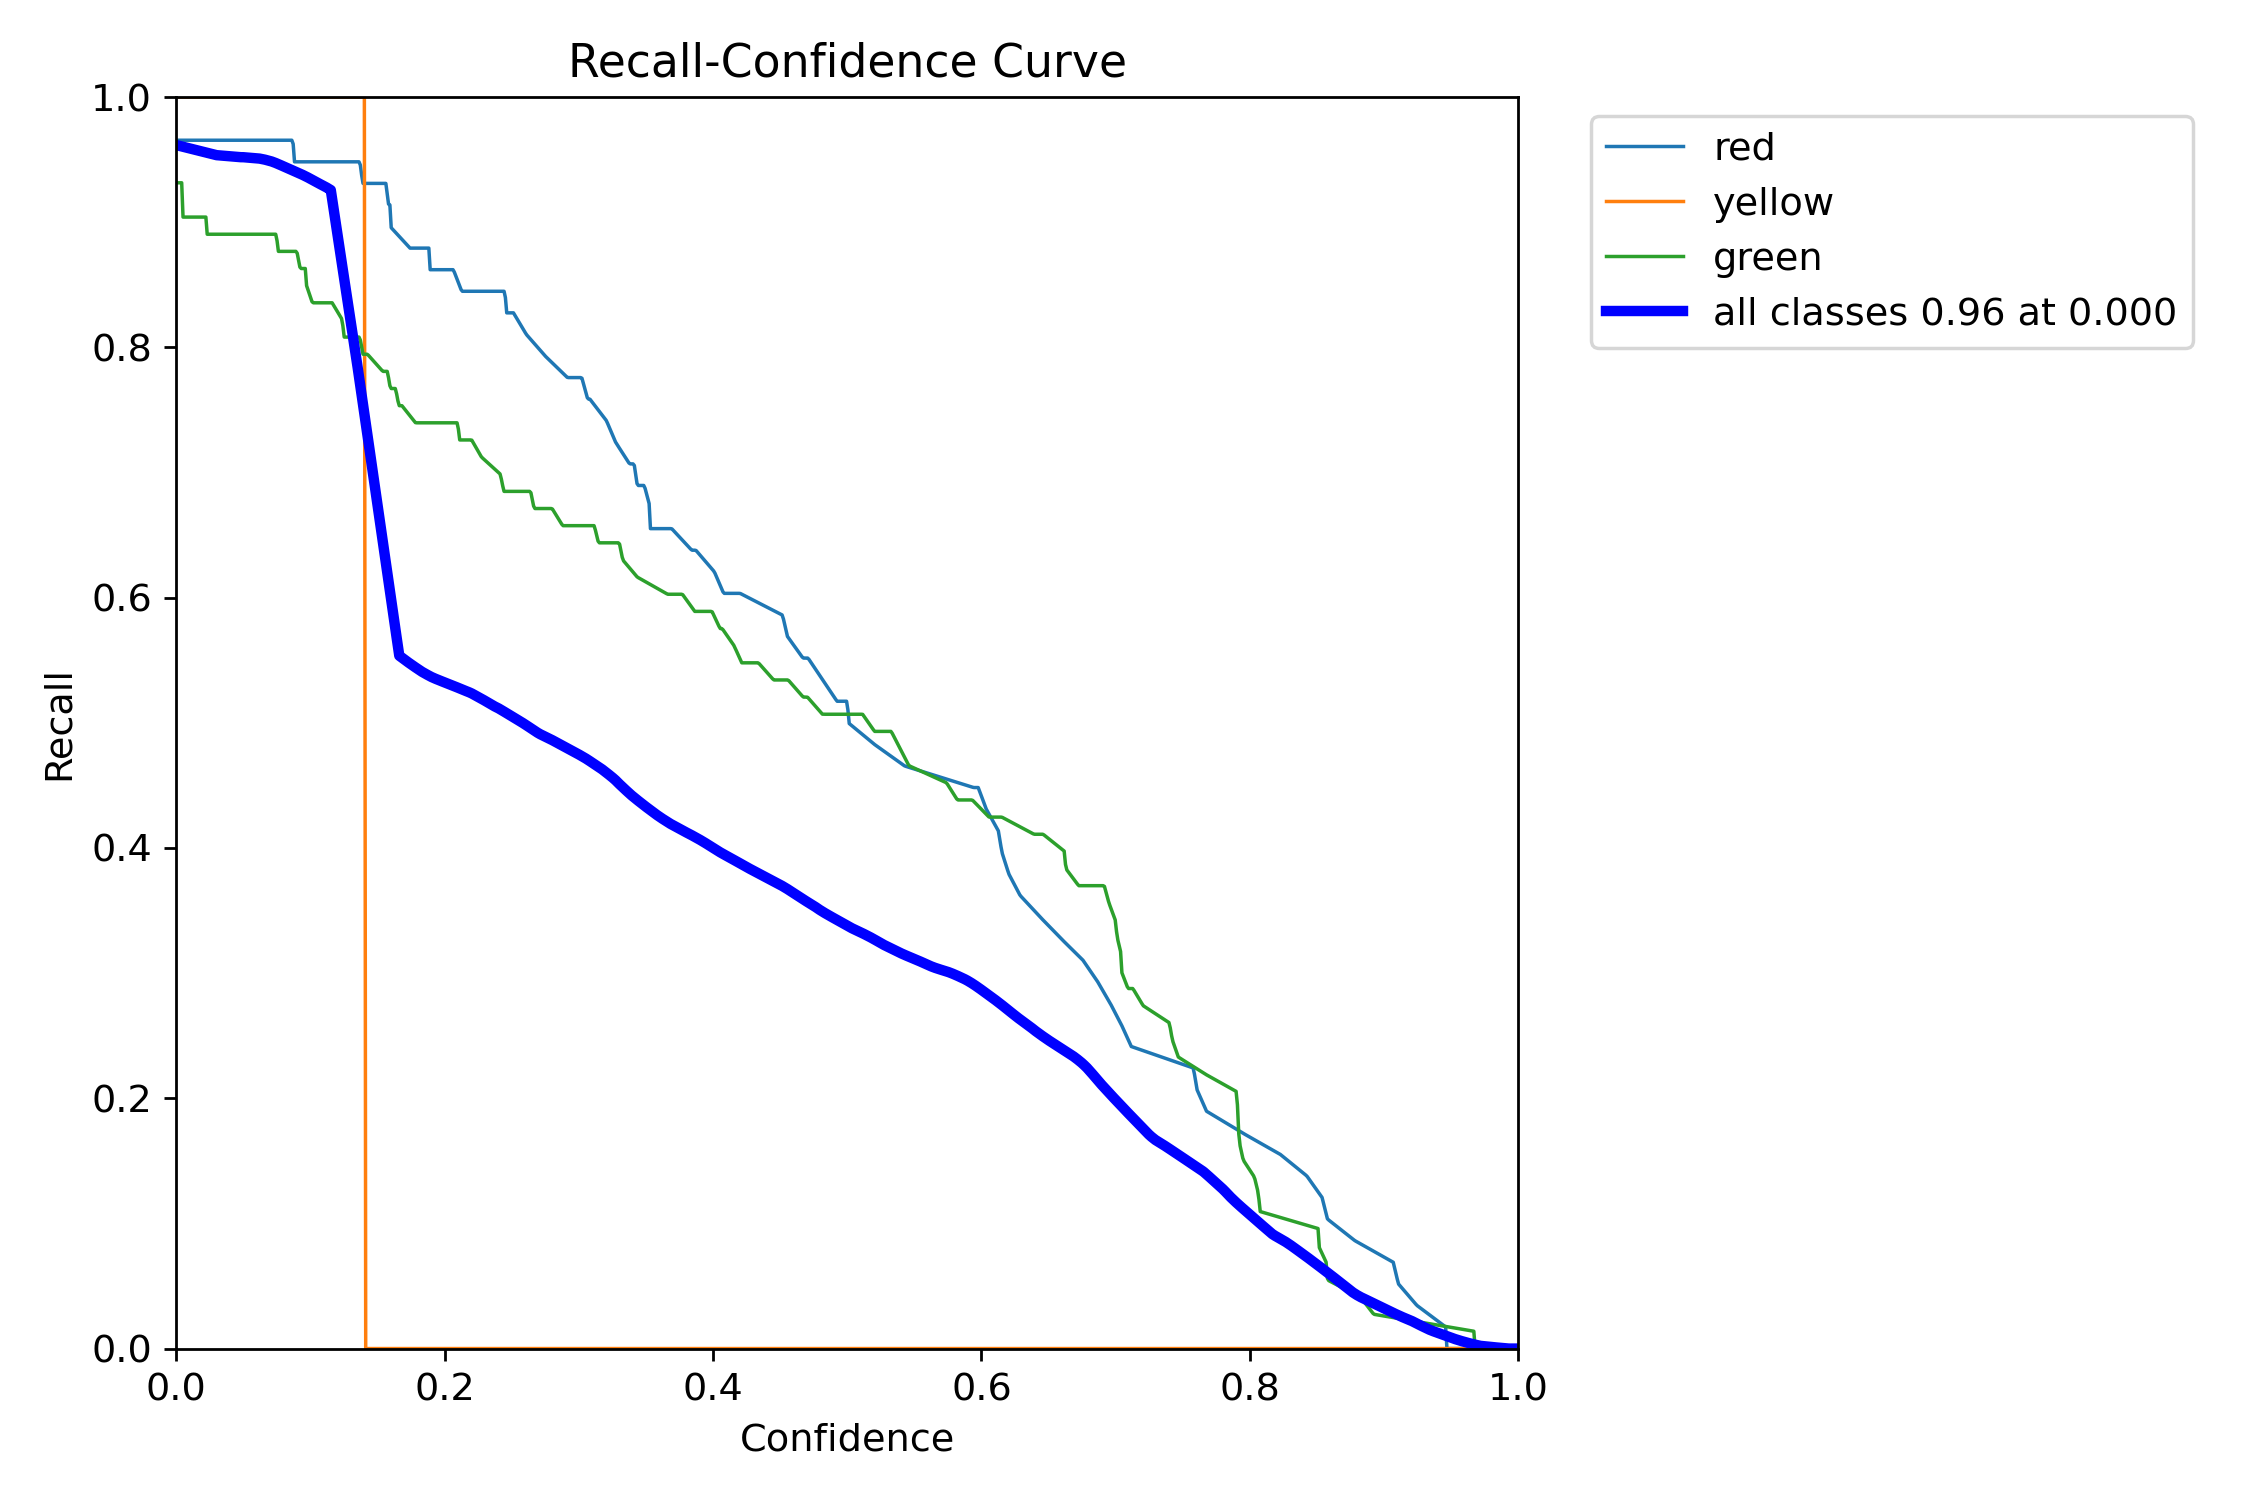 Recall-Confidence Curve
1.0
0.8
0.6
0.4
0.2
0.0
Recall
0.0 0.2 0.4 0.6 0.8 1.0
Confidence
red
yellow
green
all classes 0.96 at 0.000